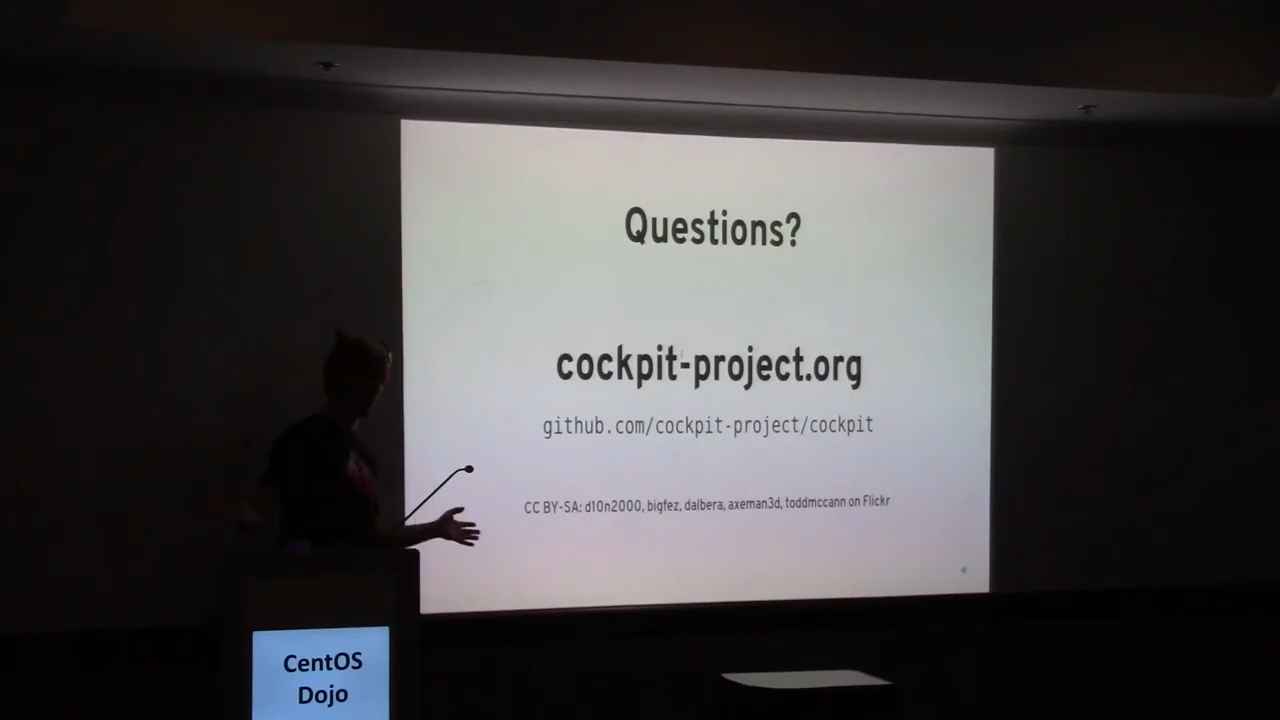 Questions?
cockpit-project.org
github.com/cockpit-project/cockpit
CC BY-SA: d10n2000, bigfez, dalbera, axeman3d, toddmccann on Flickr
CentOS
Dojo